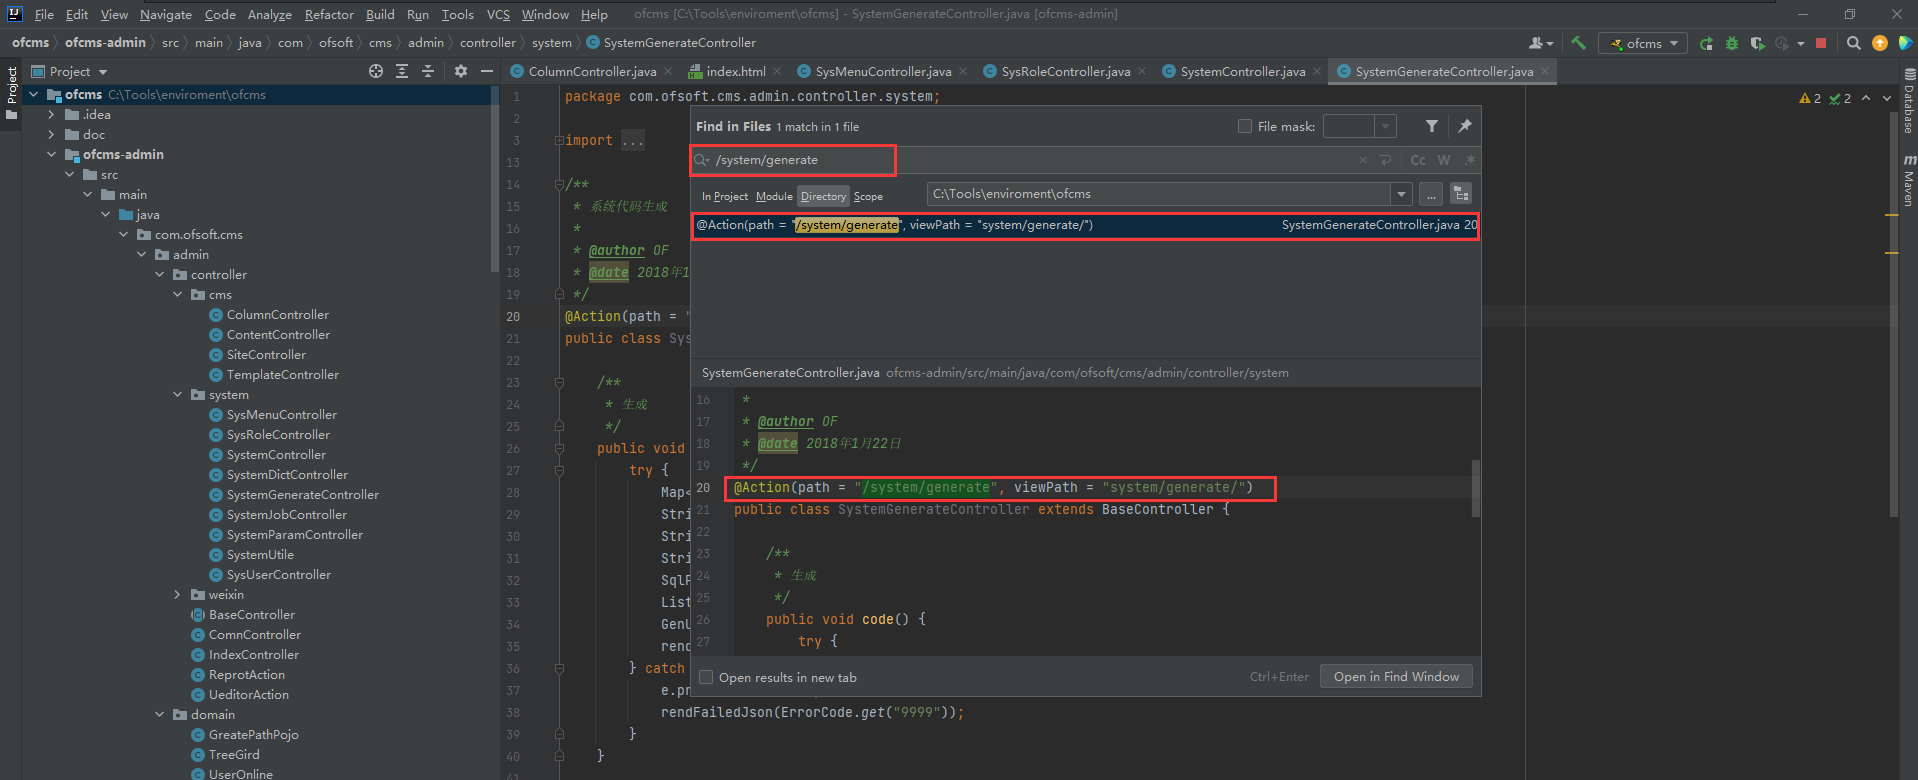 File Edit View Navigate Code Analyze Refactor Build Run Tools VCS Window Help ofcms [C:\Tools\enviroment\ofcms] - SystemGenerateController.java [ofcms-admin]
ofcms ofcms-admin src main java com ofsoft cms admin controller system SystemGenerateController
ofcms
Project
ColumnController.java index.html SysMenuController.java SysRoleController.java SystemController.java SystemGenerateController.java
Project
ofcms C:\Tools\enviroment\ofcms
.idea
doc
ofcms-admin
src
main
java
com.ofsoft.cms
admin
controller
cms
ColumnController
ContentController
SiteController
TemplateController
system
SysMenuController
SysRoleController
SystemController
SystemDictController
SystemGenerateController
SystemJobController
SystemParamController
SystemUtile
SysUserController
weixin
BaseController
ComnController
IndexController
ReprotAction
UeditorAction
domain
GreatePathPojo
TreeGird
UserOnline
1 package com.ofsoft.cms.admin.controller.system;
2
3 import ...
13
14 /**
15 * 系统代码生成
16 *
17 * @author OF
18 * @date 2018年1
19 */
20 @Action(path = "
21 public class Sys
22
23 /**
24 * 生成
25 */
26 public void
27 try {
28 Map<
29 Stri
30 Stri
31 Stri
32 SqlP
33 List
34 GenU
35 rend
36 } catch
37 e.pr
38 rendFailedJson(ErrorCode.get("9999"));
39 }
40 }
41
2 2
Find in Files 1 match in 1 file
File mask:
/system/generate
Cc W .*
In Project Module Directory Scope
C:\Tools\enviroment\ofcms
...
@Action(path = "/system/generate", viewPath = "system/generate/") SystemGenerateController.java 20
SystemGenerateController.java ofcms-admin/src/main/java/com/ofsoft/cms/admin/controller/system
16 *
17 * @author OF
18 * @date 2018年1月22日
19 */
20 @Action(path = "/system/generate", viewPath = "system/generate/")
21 public class SystemGenerateController extends BaseController {
22
23 /**
24 * 生成
25 */
26 public void code() {
27 try {
Open results in new tab
Ctrl+Enter
Open in Find Window
Database
Maven